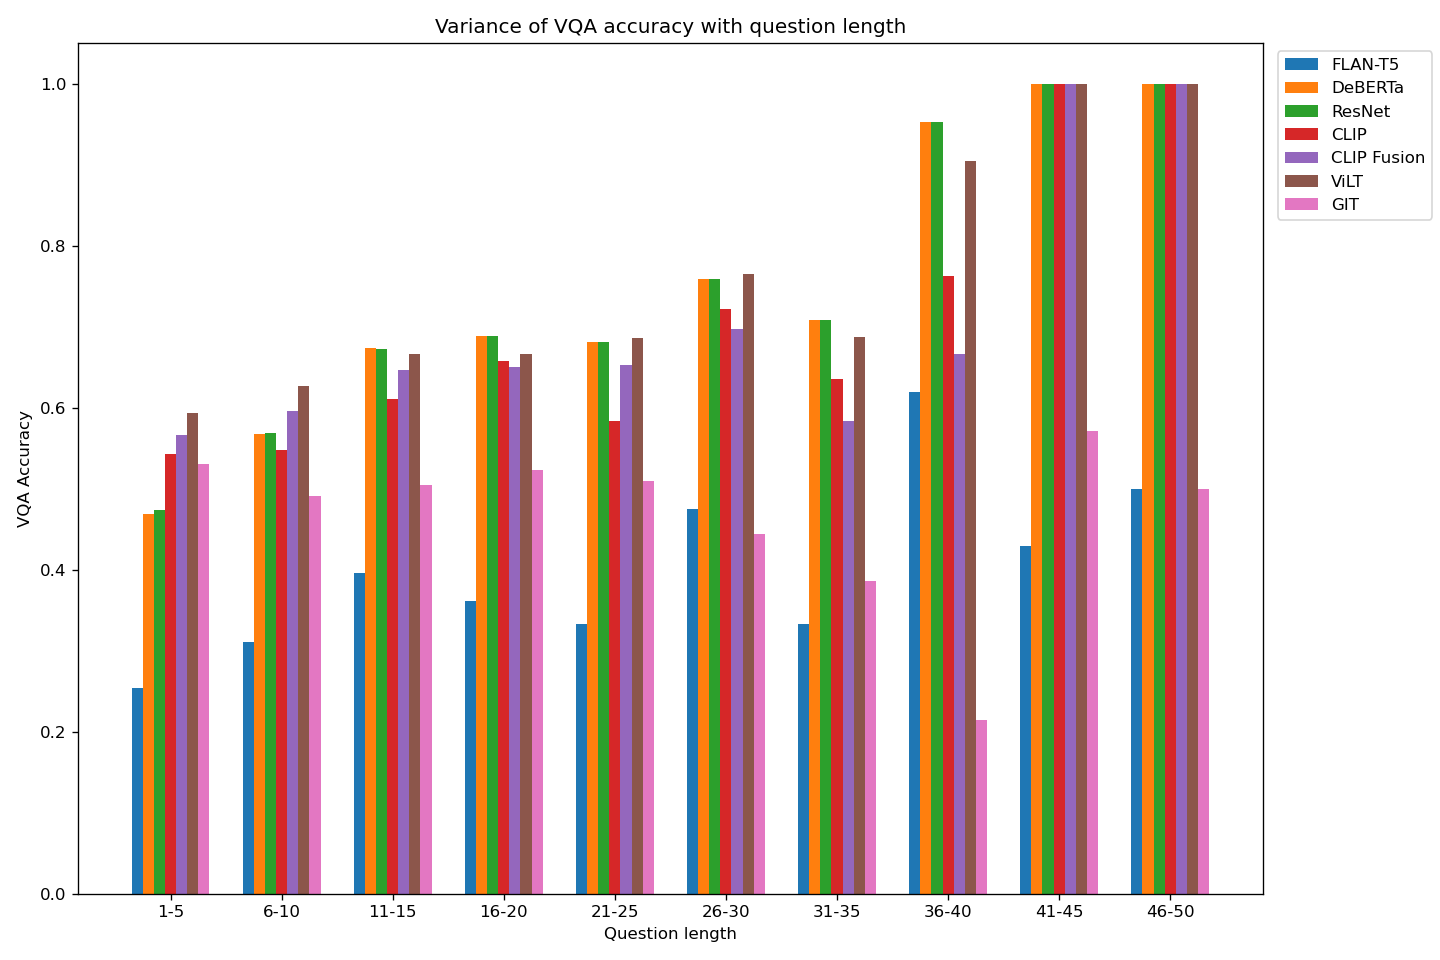 Variance of VQA accuracy with question length
VQA Accuracy
1.0
0.8
0.6
0.4
0.2
0.0
1-5 6-10 11-15 16-20 21-25 26-30 31-35 36-40 41-45 46-50
Question length
FLAN-T5
DeBERTa
ResNet
CLIP
CLIP Fusion
ViLT
GIT